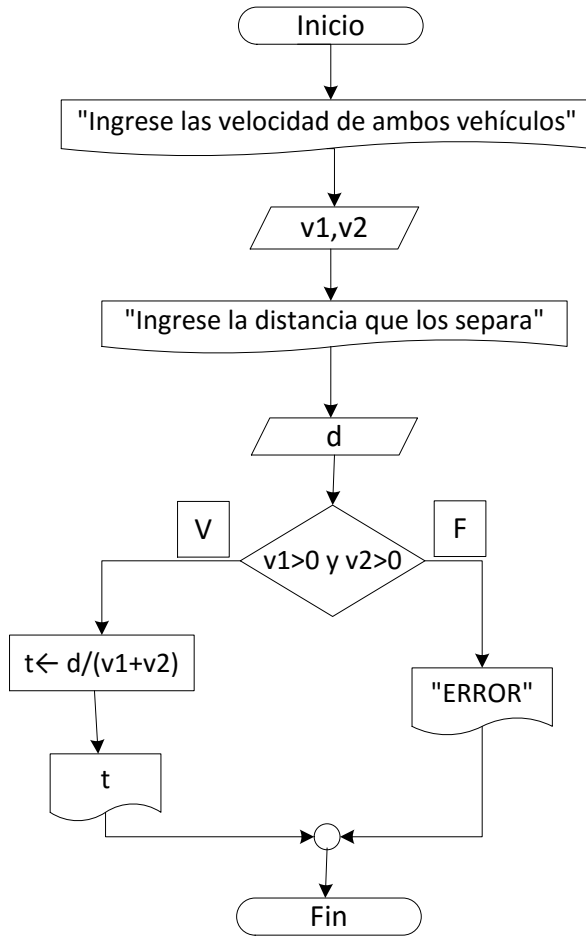 Inicio
"Ingrese las velocidad de ambos vehículos"
v1,v2
"Ingrese la distancia que los separa"
d
V
F
v1>0 y v2>0
t← d/(v1+v2)
"ERROR"
t
Fin